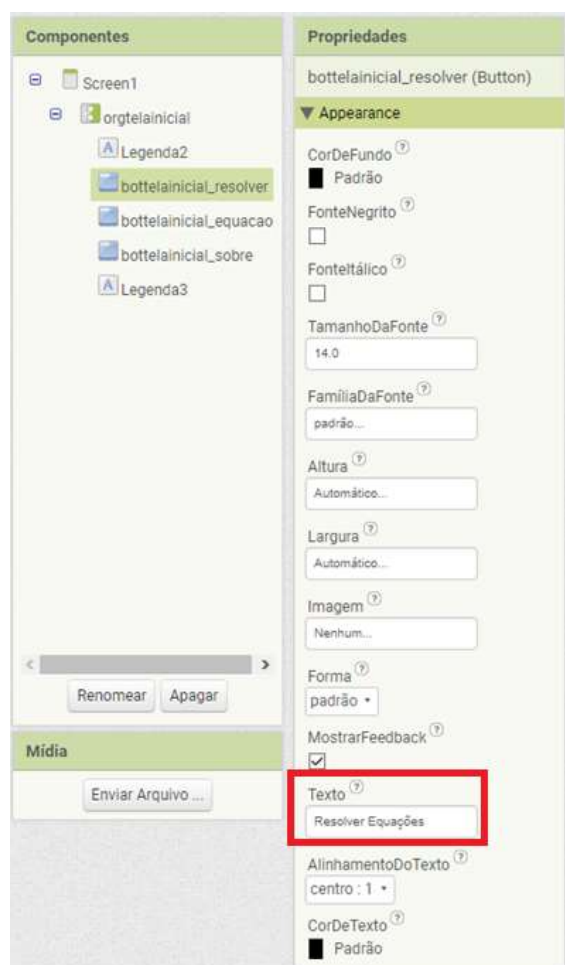 Componentes
Screen1
orgtelainicial
Legenda2
bottelainicial_resolver
bottelainicial_equacao
bottelainicial_sobre
Legenda3
Renomear Apagar
Mídia
Enviar Arquivo ...
Propriedades
bottelainicial_resolver (Button)
Appearance
CorDeFundo ?
Padrão
FonteNegrito ?
FonteItálico ?
TamanhoDaFonte ?
14.0
FamíliaDaFonte ?
padrão...
Altura ?
Automático...
Largura ?
Automático...
Imagem ?
Nenhum...
Forma ?
padrão
MostrarFeedback ?
Texto ?
Resolver Equações
AlinhamentoDoTexto ?
centro : 1
CorDeTexto ?
Padrão